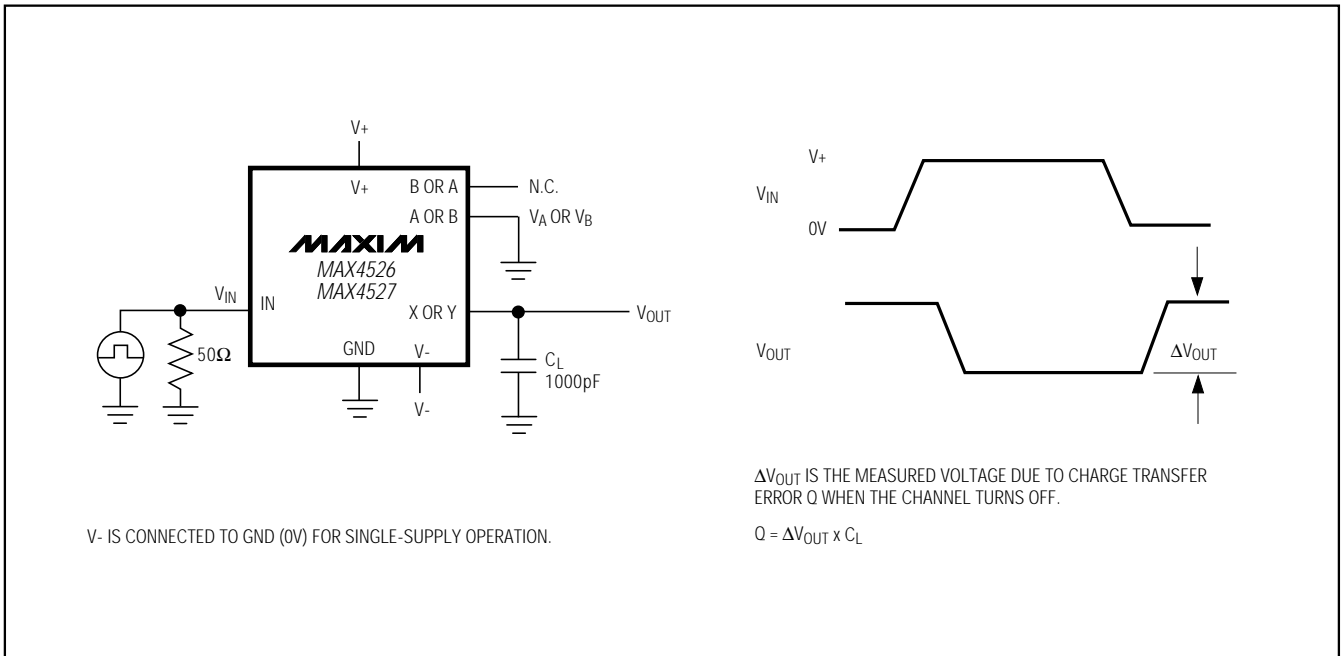 V+
V+
B OR A
N.C.
A OR B
VA OR VB
MAXIM
MAX4526
MAX4527
VIN
IN
X OR Y
VOUT
50Ω
GND
V-
CL
1000pF
V-
V- IS CONNECTED TO GND (0V) FOR SINGLE-SUPPLY OPERATION.
V+
VIN
0V
VOUT
ΔVOUT
ΔVOUT IS THE MEASURED VOLTAGE DUE TO CHARGE TRANSFER
ERROR Q WHEN THE CHANNEL TURNS OFF.
Q = ΔVOUT x CL